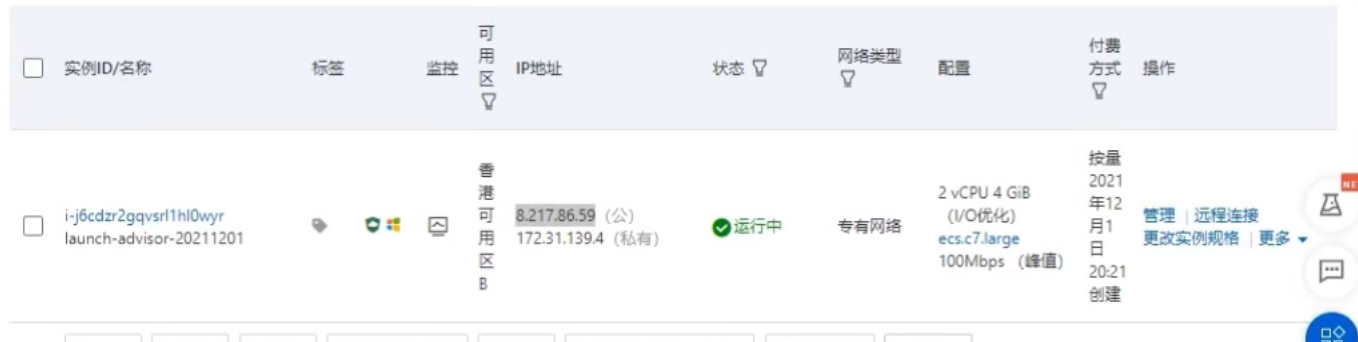 实例ID/名称
标签
监控
可
用
区
IP地址
状态
网络类型
配置
付费
方式
操作
i-j6cdzr2gqvsrl1hl0wyr
launch-advisor-20211201
香
港
可
用
区
B
8.217.86.59（公）
172.31.139.4（私有）
运行中
专有网络
2 vCPU 4 GiB
（I/O优化）
ecs.c7.large
100Mbps （峰值）
按量
2021
年12
月1
日
20:21
创建
管理 | 远程连接
更改实例规格 | 更多
NE